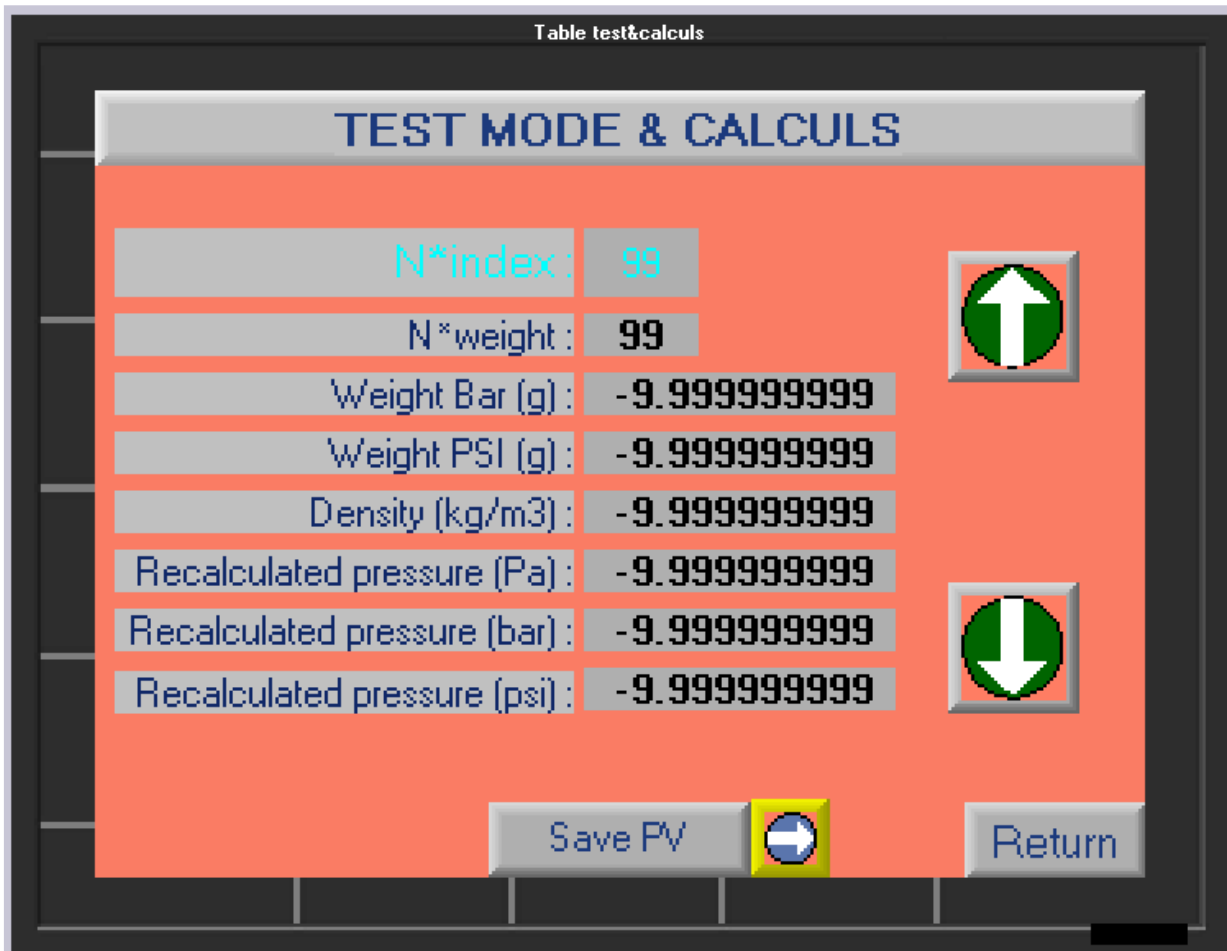 Table test&calculs
TEST MODE & CALCULS
N*index : 99
N*weight : 99
Weight Bar (g) : -9.999999999
Weight PSI (g) : -9.999999999
Density (kg/m3) : -9.999999999
Recalculated pressure (Pa) : -9.999999999
Recalculated pressure (bar) : -9.999999999
Recalculated pressure (psi) : -9.999999999
Save PV
Return